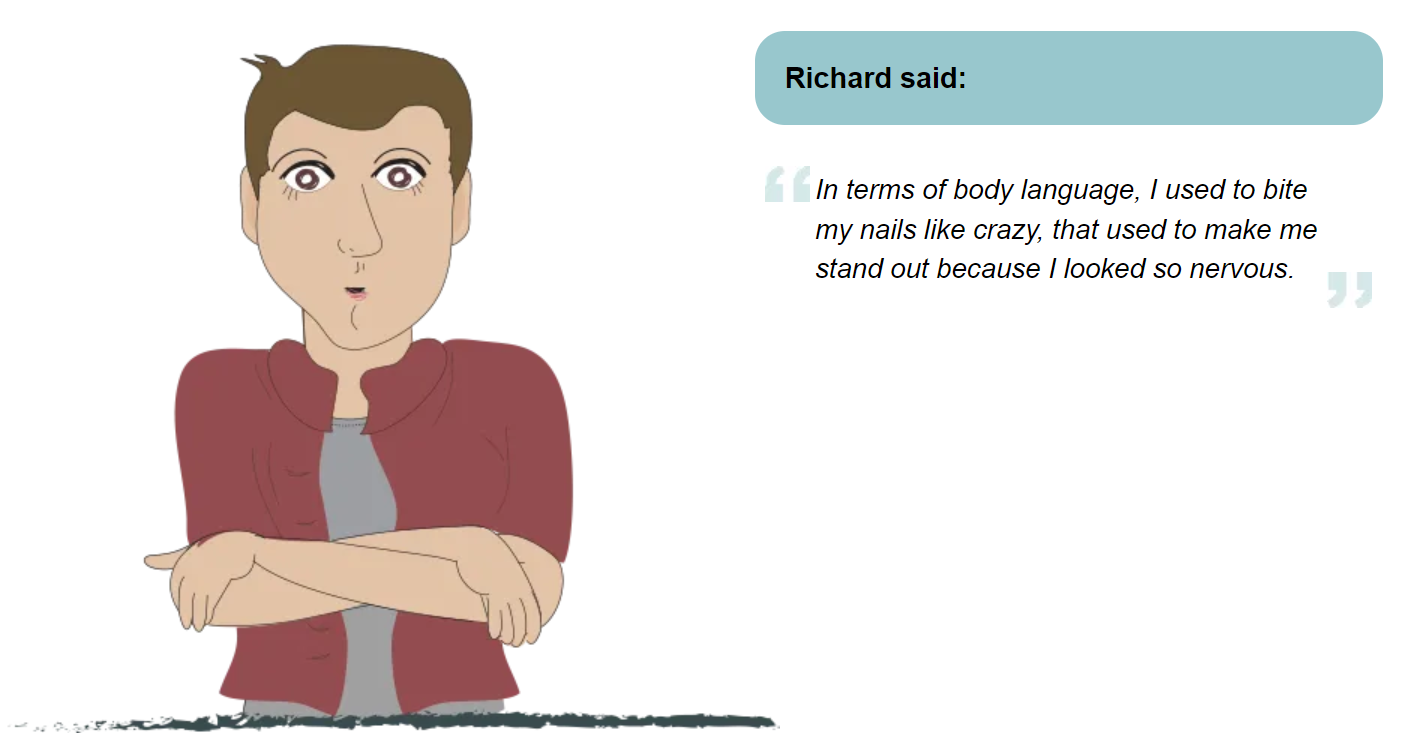 Richard said:
“In terms of body language, I used to bite
my nails like crazy, that used to make me
stand out because I looked so nervous.”